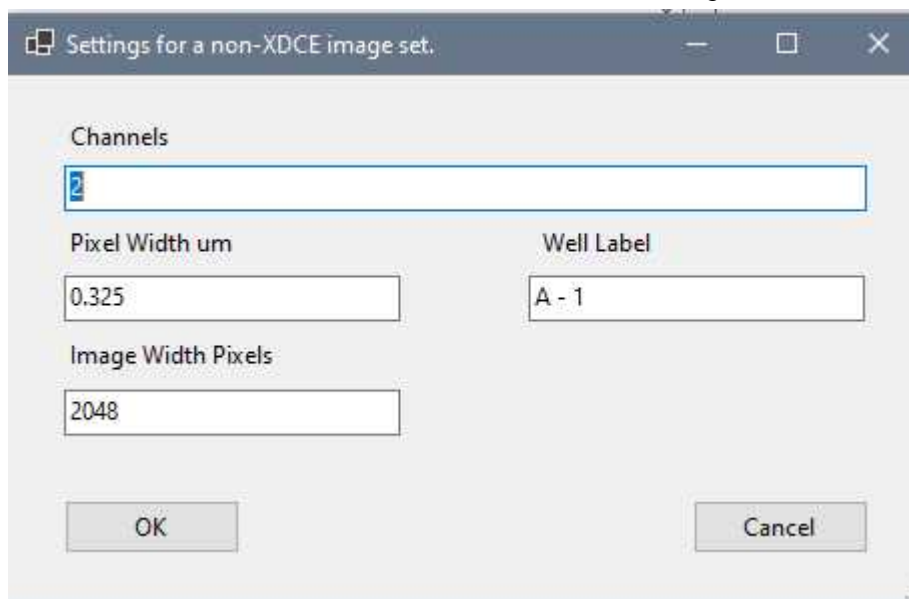 Settings for a non-XDCE image set.
Channels
2
Pixel Width um
Well Label
0.325
A - 1
Image Width Pixels
2048
OK
Cancel